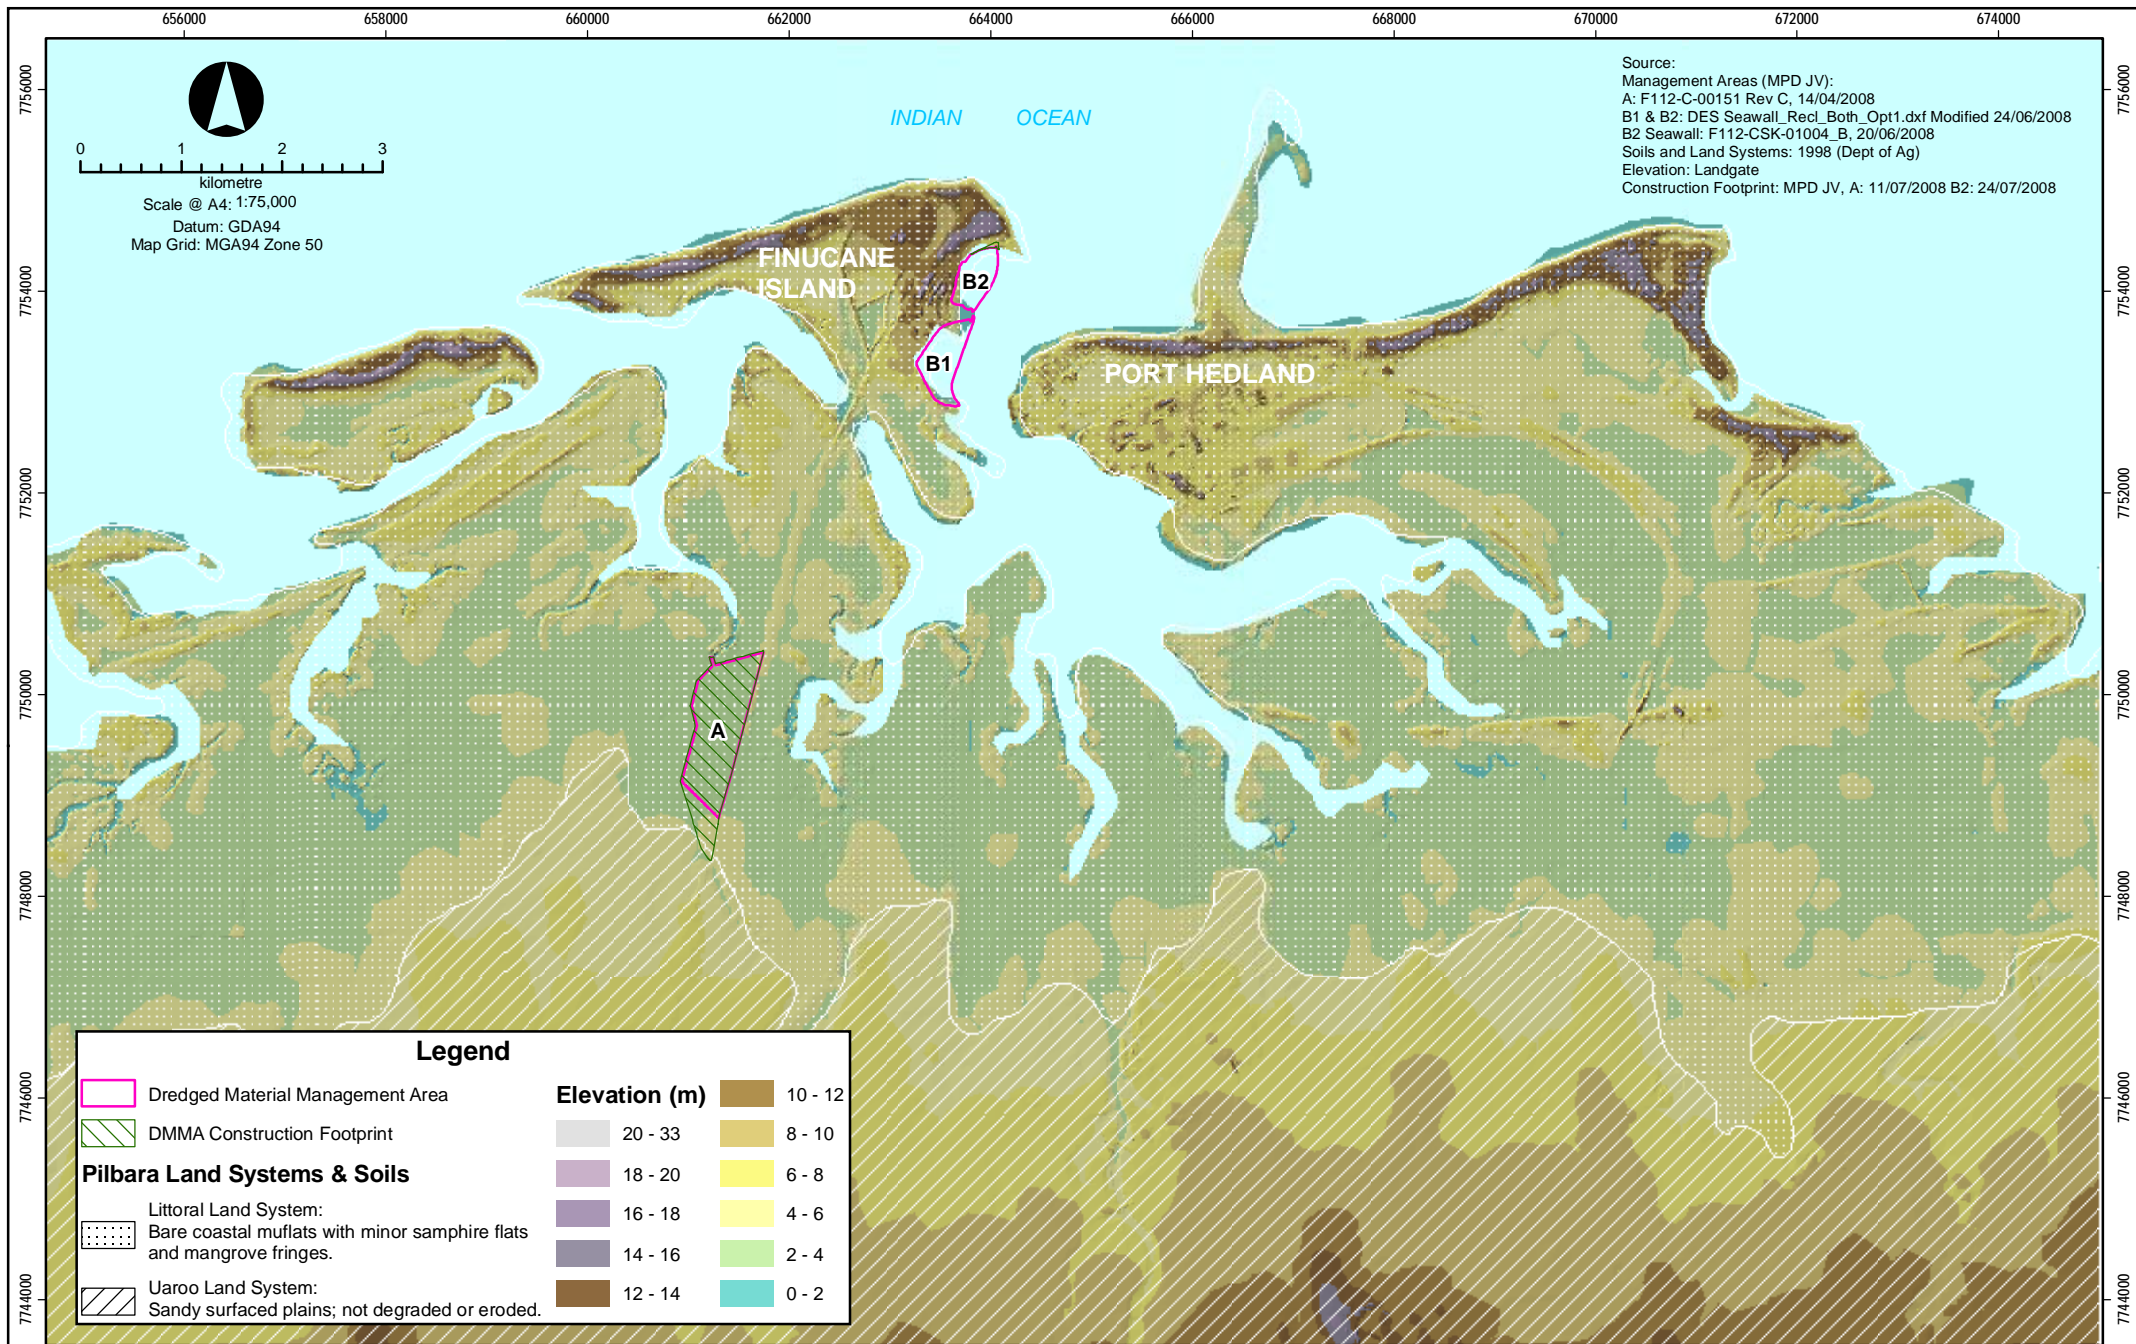 656000 658000 660000 662000 664000 666000 668000 670000 672000 674000
7756000
7754000
7752000
7750000
7748000
7746000
7744000
7756000
7754000
7752000
7750000
7748000
7746000
7744000
0 1 2 3
kilometre
Scale @ A4: 1:75,000
Datum: GDA94
Map Grid: MGA94 Zone 50
INDIAN OCEAN
Source:
Management Areas (MPD JV):
A: F112-C-00151 Rev C, 14/04/2008
B1 & B2: DES Seawall_Recl_Both_Opt1.dxf Modified 24/06/2008
B2 Seawall: F112-CSK-01004_B, 20/06/2008
Soils and Land Systems: 1998 (Dept of Ag)
Elevation: Landgate
Construction Footprint: MPD JV, A: 11/07/2008 B2: 24/07/2008
FINUCANE
ISLAND
B2
B1
PORT HEDLAND
A
Legend
Dredged Material Management Area
DMMA Construction Footprint
Pilbara Land Systems & Soils
Littoral Land System:
Bare coastal muflats with minor samphire flats
and mangrove fringes.
Uaroo Land System:
Sandy surfaced plains; not degraded or eroded.
Elevation (m)
20 - 33
18 - 20
16 - 18
14 - 16
12 - 14
10 - 12
8 - 10
6 - 8
4 - 6
2 - 4
0 - 2